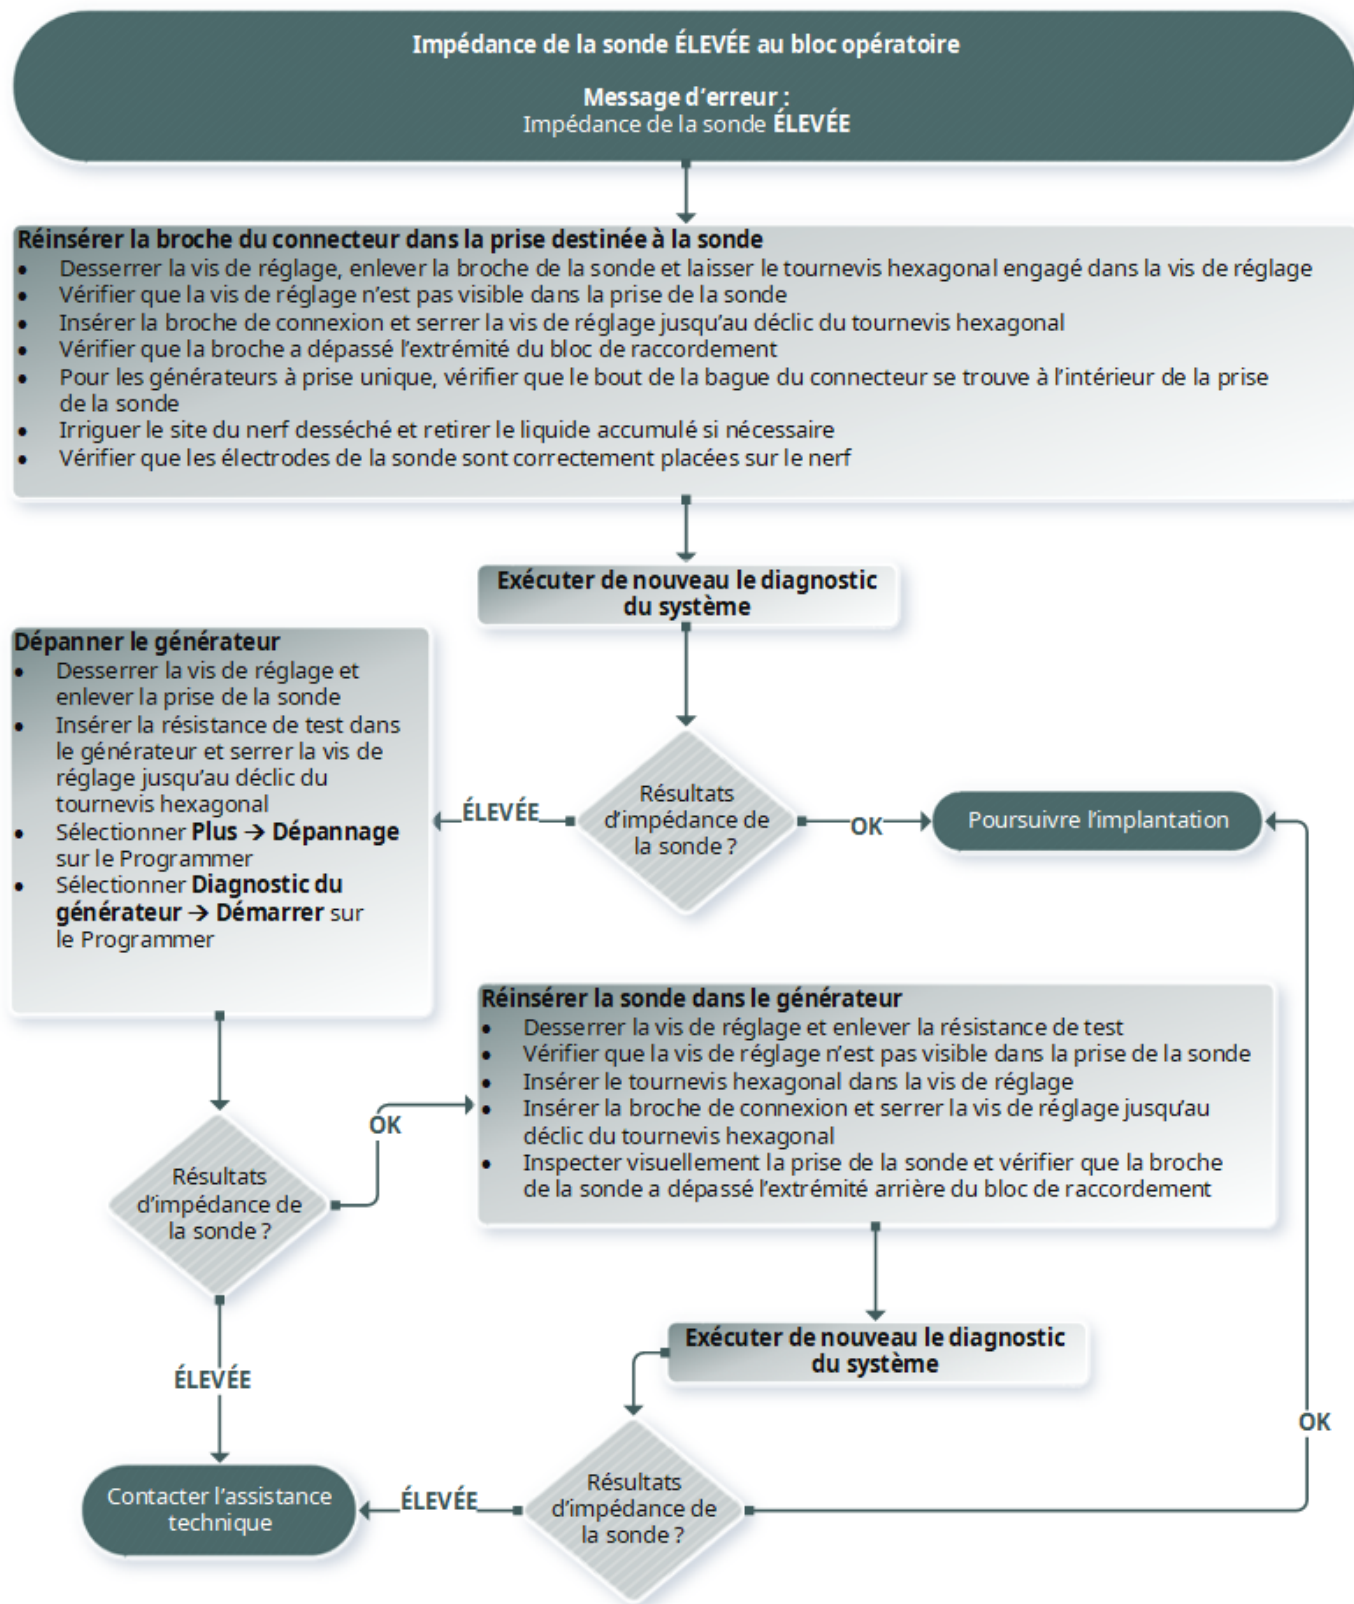 Impédance de la sonde ÉLEVÉE au bloc opératoire
Message d’erreur :
Impédance de la sonde ÉLEVÉE
Réinsérer la broche du connecteur dans la prise destinée à la sonde
• Desserrer la vis de réglage, enlever la broche de la sonde et laisser le tournevis hexagonal engagé dans la vis de réglage
• Vérifier que la vis de réglage n’est pas visible dans la prise de la sonde
• Insérer la broche de connexion et serrer la vis de réglage jusqu’au déclic du tournevis hexagonal
• Vérifier que la broche a dépassé l’extrémité du bloc de raccordement
• Pour les générateurs à prise unique, vérifier que le bout de la bague du connecteur se trouve à l’intérieur de la prise
de la sonde
• Irriguer le site du nerf desséché et retirer le liquide accumulé si nécessaire
• Vérifier que les électrodes de la sonde sont correctement placées sur le nerf
Exécuter de nouveau le diagnostic
du système
Dépanner le générateur
• Desserrer la vis de réglage et
enlever la prise de la sonde
• Insérer la résistance de test dans
le générateur et serrer la vis de
réglage jusqu’au déclic du
tournevis hexagonal
• Sélectionner Plus → Dépannage
sur le Programmer
• Sélectionner Diagnostic du
générateur → Démarrer sur
le Programmer
ÉLEVÉE
Résultats
d’impédance de
la sonde ?
OK
Poursuivre l’implantation
Réinsérer la sonde dans le générateur
• Desserrer la vis de réglage et enlever la résistance de test
• Vérifier que la vis de réglage n’est pas visible dans la prise de la sonde
• Insérer le tournevis hexagonal dans la vis de réglage
• Insérer la broche de connexion et serrer la vis de réglage jusqu’au
déclic du tournevis hexagonal
• Inspecter visuellement la prise de la sonde et vérifier que la broche
de la sonde a dépassé l’extrémité arrière du bloc de raccordement
OK
Résultats
d’impédance de
la sonde ?
ÉLEVÉE
Exécuter de nouveau le diagnostic
du système
OK
Contacter l’assistance
technique
ÉLEVÉE
Résultats
d’impédance de
la sonde ?